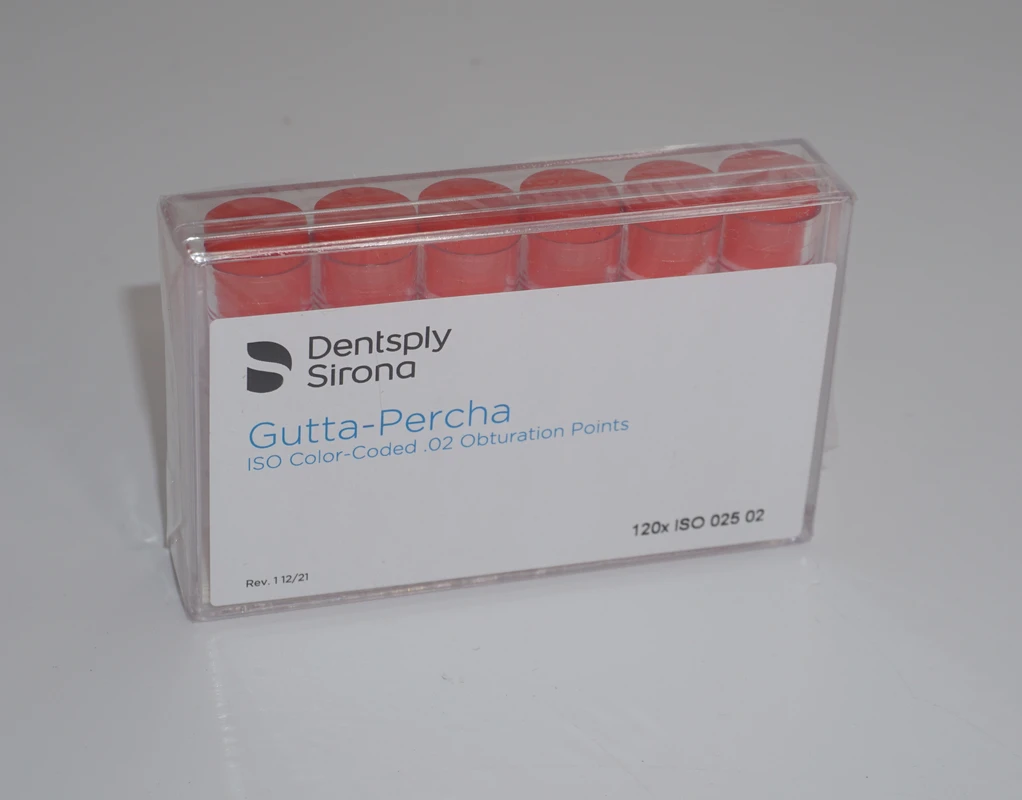 Dentsply
Sirona
Gutta-Percha
ISO Color-Coded .02 Obturation Points
120x ISO 025 02
Rev. 1 12/21